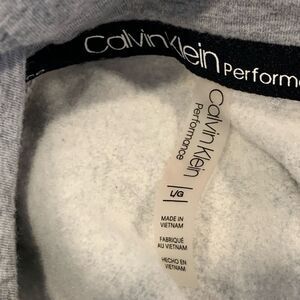 Calvin Klein Performa
Calvin Klein
Performance
L/G
MADE IN
VIETNAM
FABRIQUÉ
AU VIETNAM
HECHO EN
VIETNAM